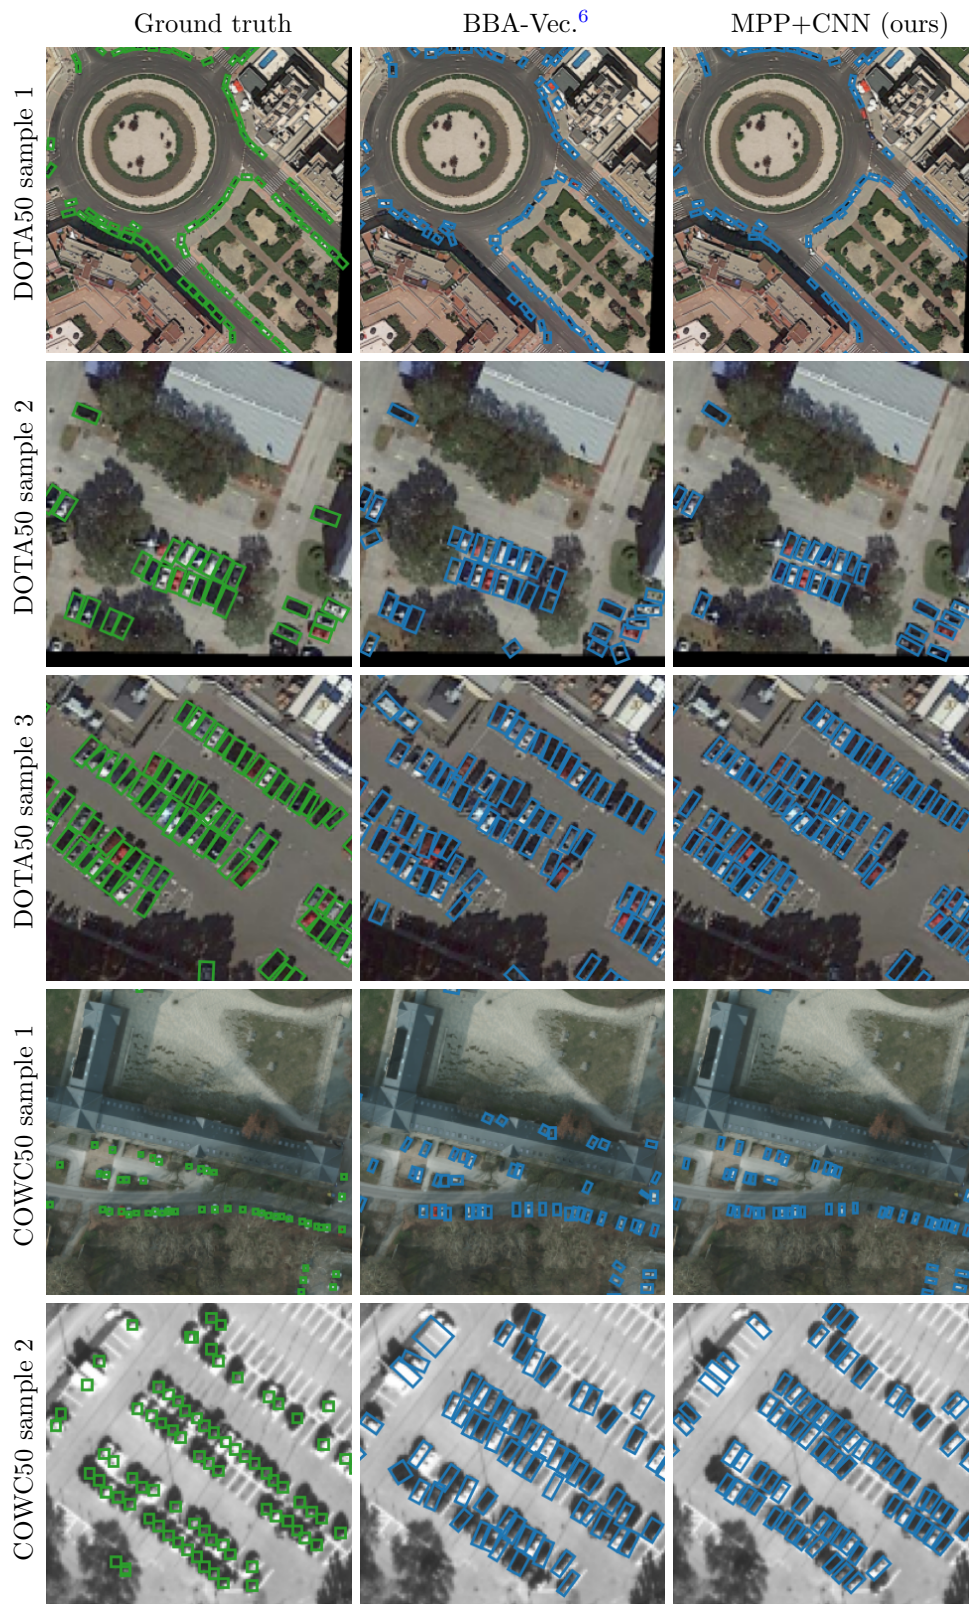 Ground truth
BBA-Vec.6
MPP+CNN (ours)
DOTA50 sample 1
DOTA50 sample 2
DOTA50 sample 3
COWC50 sample 1
COWC50 sample 2